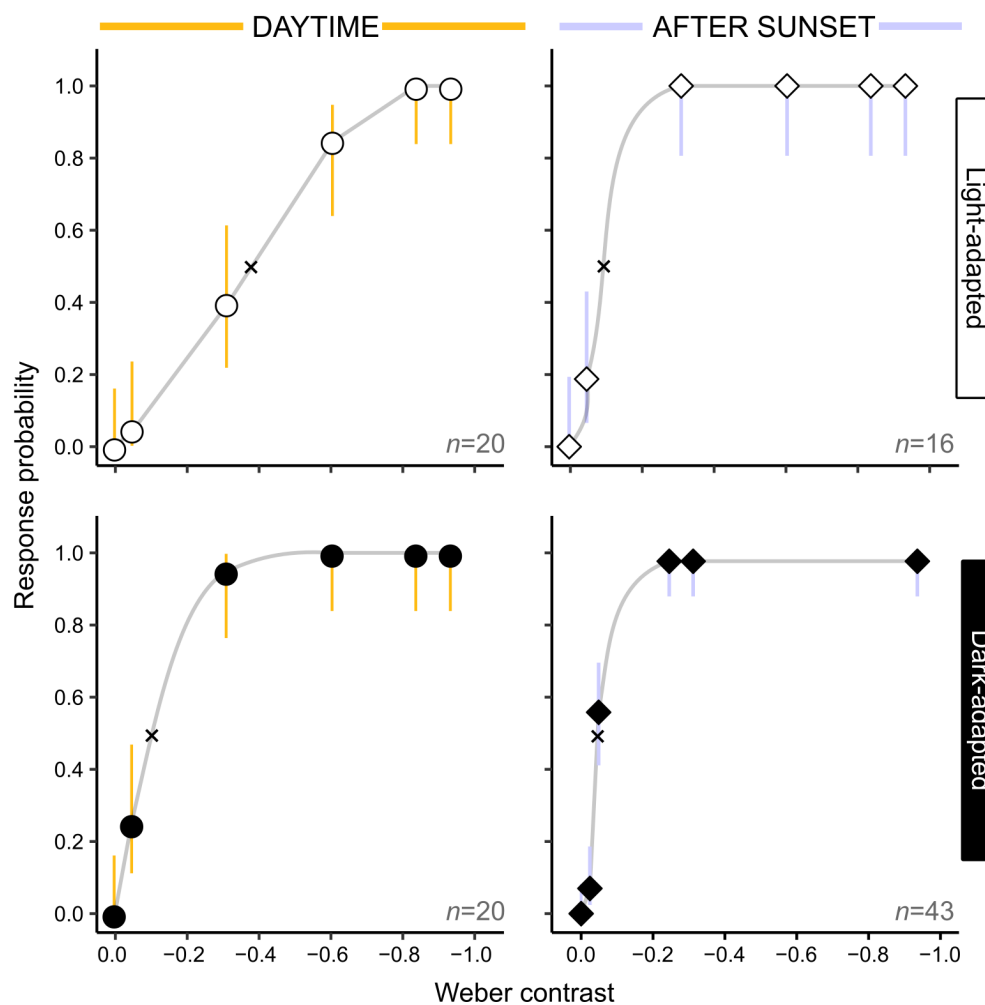 DAYTIME
AFTER SUNSET
1.0
0.8
0.6
0.4
0.2
0.0
n=20
n=16
Light-adapted
Response probability
1.0
0.8
0.6
0.4
0.2
0.0
n=20
n=43
Dark-adapted
0.0 −0.2 −0.4 −0.6 −0.8 −1.0
0.0 −0.2 −0.4 −0.6 −0.8 −1.0
Weber contrast